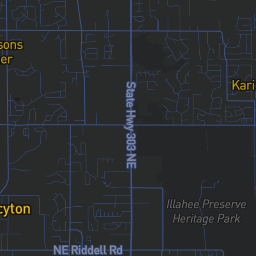 sons
er
Kari
State Hwy 303 NE
Illahee Preserve
Heritage Park
cyton
NE Riddell Rd